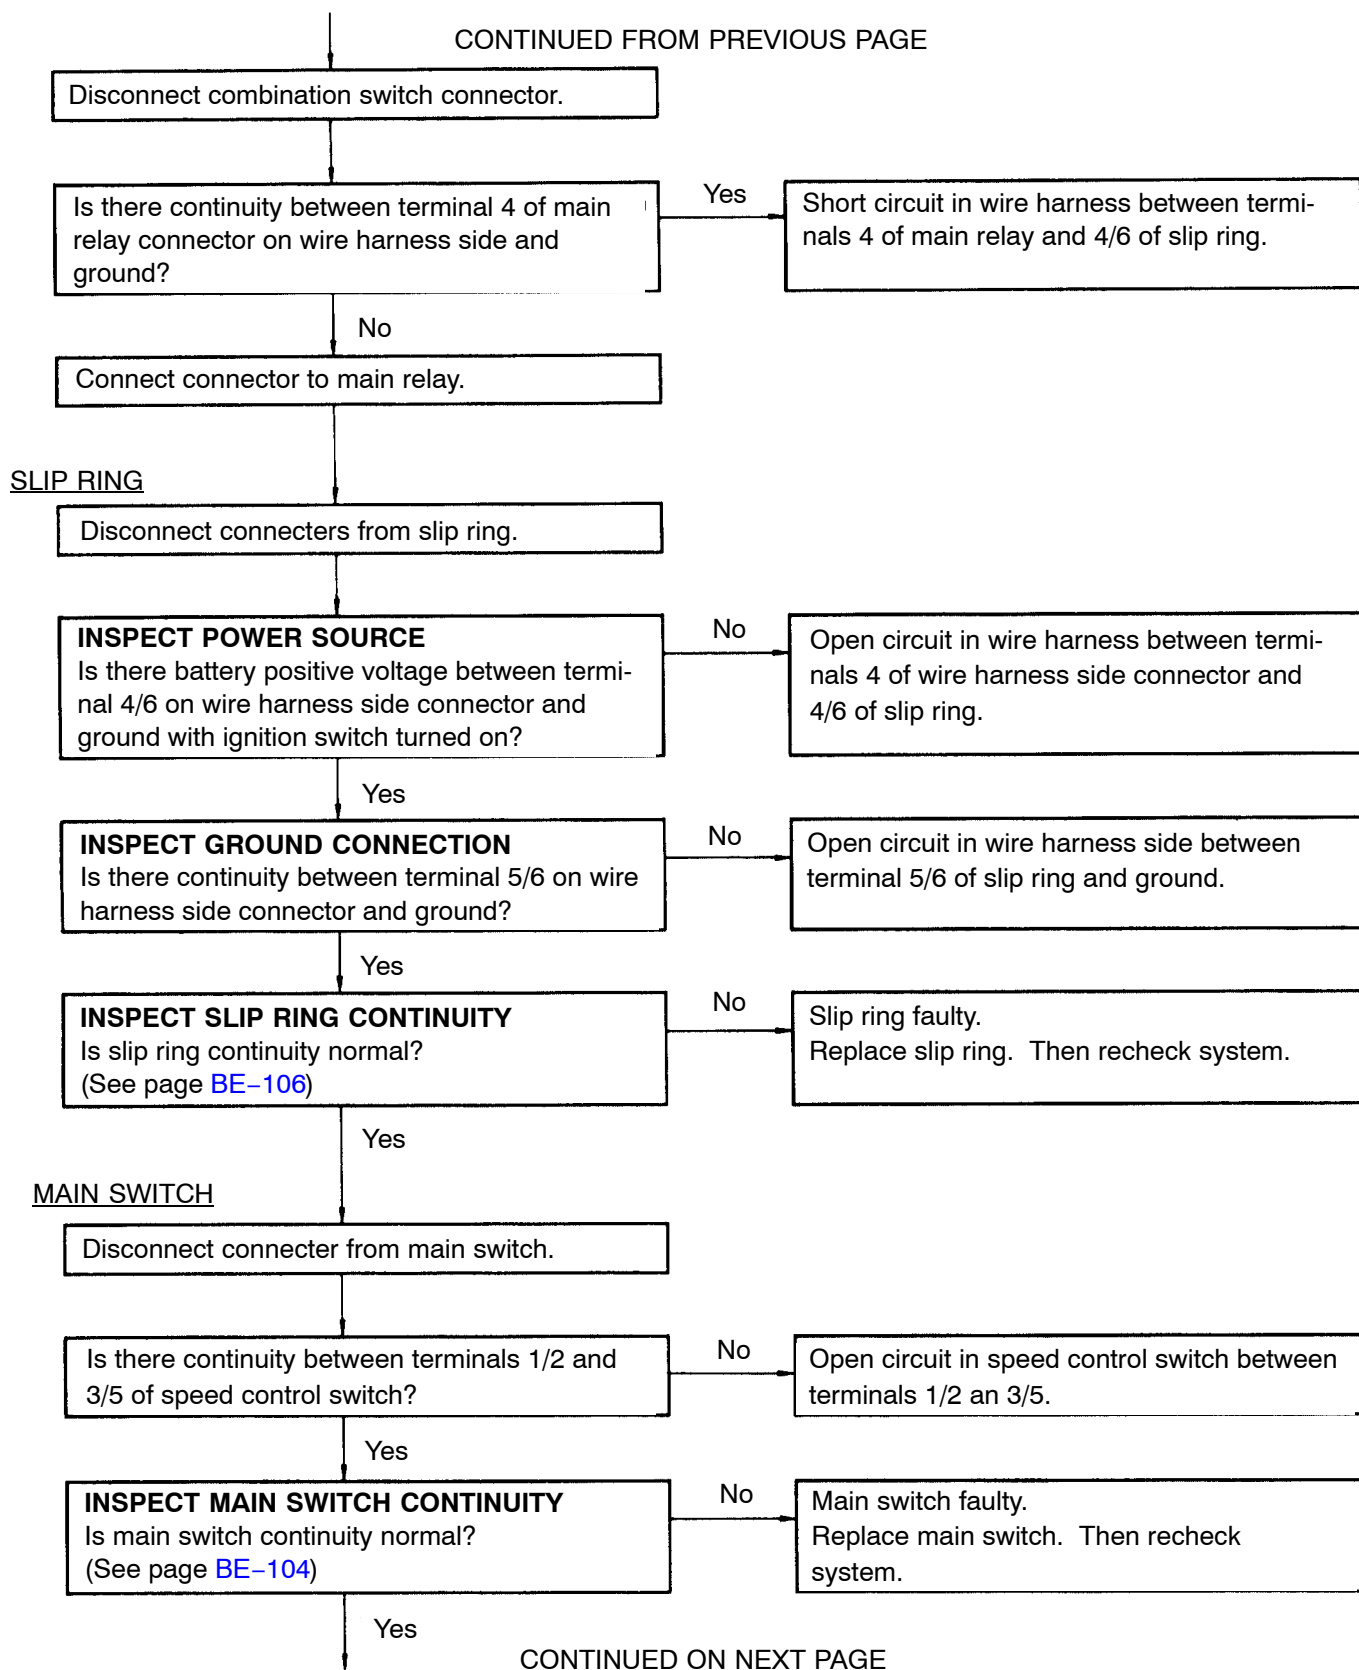 CONTINUED FROM PREVIOUS PAGE
Disconnect combination switch connector.
Is there continuity between terminal 4 of main
relay connector on wire harness side and
ground?
Yes
Short circuit in wire harness between termi-
nals 4 of main relay and 4/6 of slip ring.
No
Connect connector to main relay.
SLIP RING
Disconnect connecters from slip ring.
INSPECT POWER SOURCE
Is there battery positive voltage between termi-
nal 4/6 on wire harness side connector and
ground with ignition switch turned on?
No
Open circuit in wire harness between termi-
nals 4 of wire harness side connector and
4/6 of slip ring.
Yes
INSPECT GROUND CONNECTION
Is there continuity between terminal 5/6 on wire
harness side connector and ground?
No
Open circuit in wire harness side between
terminal 5/6 of slip ring and ground.
Yes
INSPECT SLIP RING CONTINUITY
Is slip ring continuity normal?
(See page BE−106)
No
Slip ring faulty.
Replace slip ring. Then recheck system.
Yes
MAIN SWITCH
Disconnect connecter from main switch.
Is there continuity between terminals 1/2 and
3/5 of speed control switch?
No
Open circuit in speed control switch between
terminals 1/2 an 3/5.
Yes
INSPECT MAIN SWITCH CONTINUITY
Is main switch continuity normal?
(See page BE−104)
No
Main switch faulty.
Replace main switch. Then recheck
system.
Yes
CONTINUED ON NEXT PAGE